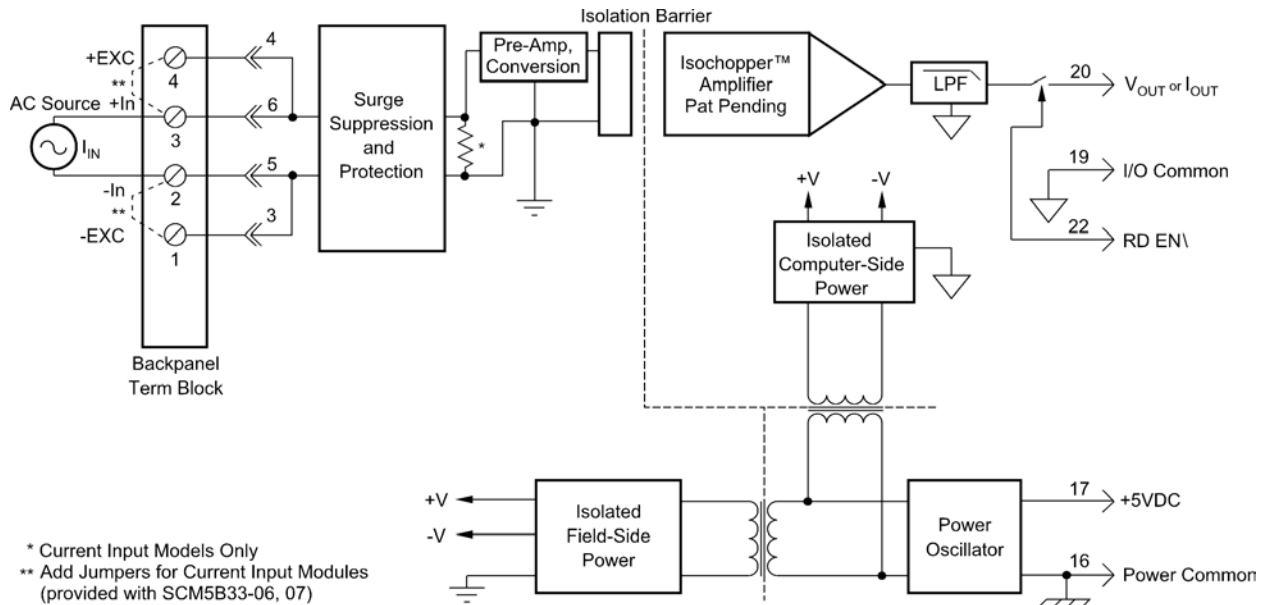 Isolation Barrier
+EXC
4
4
**
AC Source
+In
6
3
I_IN
5
-In
2
**
3
-EXC
1
Backpanel
Term Block
Surge
Suppression
and
Protection
*
Pre-Amp,
Conversion
Isochopper™
Amplifier
Pat Pending
LPF
20
V_OUT or I_OUT
19
I/O Common
22
RD EN\
+V
-V
Isolated
Computer-Side
Power
+V
-V
Isolated
Field-Side
Power
Power
Oscillator
17
+5VDC
16
Power Common
* Current Input Models Only
** Add Jumpers for Current Input Modules
(provided with SCM5B33-06, 07)